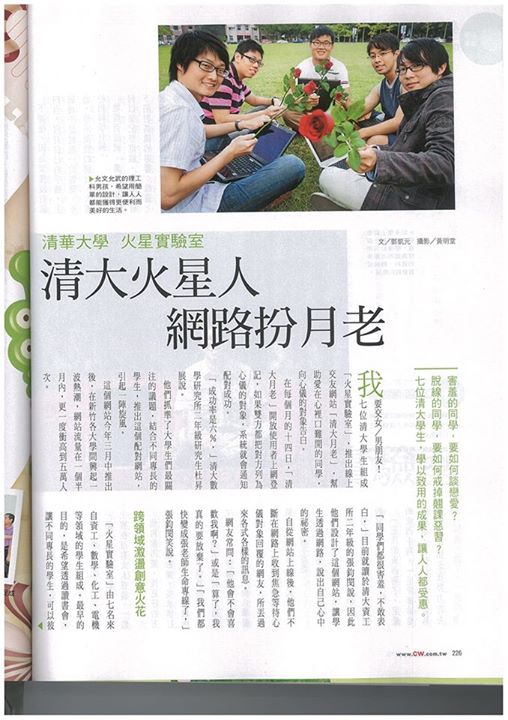 ▶允文允武的理工
科男孩，希望用簡
單的設計，讓人人
都能獲得更便利而
美好的生活。
清華大學 火星實驗室
文／鄧凱元 攝影／黃明堂
清大火星人
網路扮月老
害羞的同學，要如何談戀愛？
脫線的同學，要如何戒掉翹課惡習？
七位清大學生，學以致用的成果，讓人人都受惠。
我要交女／男朋友！
七位清大學生組成
「火星實驗室」，推出線上
交友網站「清大月老」，幫
助愛在心裡口難開的同學，
向心儀的對象告白。
在每個月的十四日，「清
大月老」開放使用者上網登
記，如果雙方都把對方列為
心儀的對象，系統就會通知
配對成功。
「成功率是六％，」清大數
學研究所二年級研究生杜昇
展說。
他們抓準了大學生們最關
注的議題，結合不同專長的
學生，推出這個配對網站，
引起一陣旋風。
這個網站今年三月中推出
後，在新竹各大學間興起一
波熱潮，網站流量在一個半
月內，更一度衝高到五萬人
次。
「同學們都很害羞，不敢表
白，」目前就讀於清大資工
所二年級的張鈞閔說，因此
他們設計了這個網站，讓學
生透過網路，說出自己心中
的秘密。
自從網站上線後，他們不
斷在網路上收到焦急等待心
儀對象回覆的網友，所丟過
來各式各樣的訊息。
網友常問：「他會不會喜
歡我啊？」或是「算了，我
真的要放棄了。」「我們都
快變成張老師生命專線了，」
張鈞閔笑說。
跨領域激盪創意火花
「火星實驗室」由七名來
自資工、數學、化工、電機
等領域的學生組成。最早的
目的，是希望透過讀書會，
讓不同專長的學生，可以彼
www.CW.com.tw 226